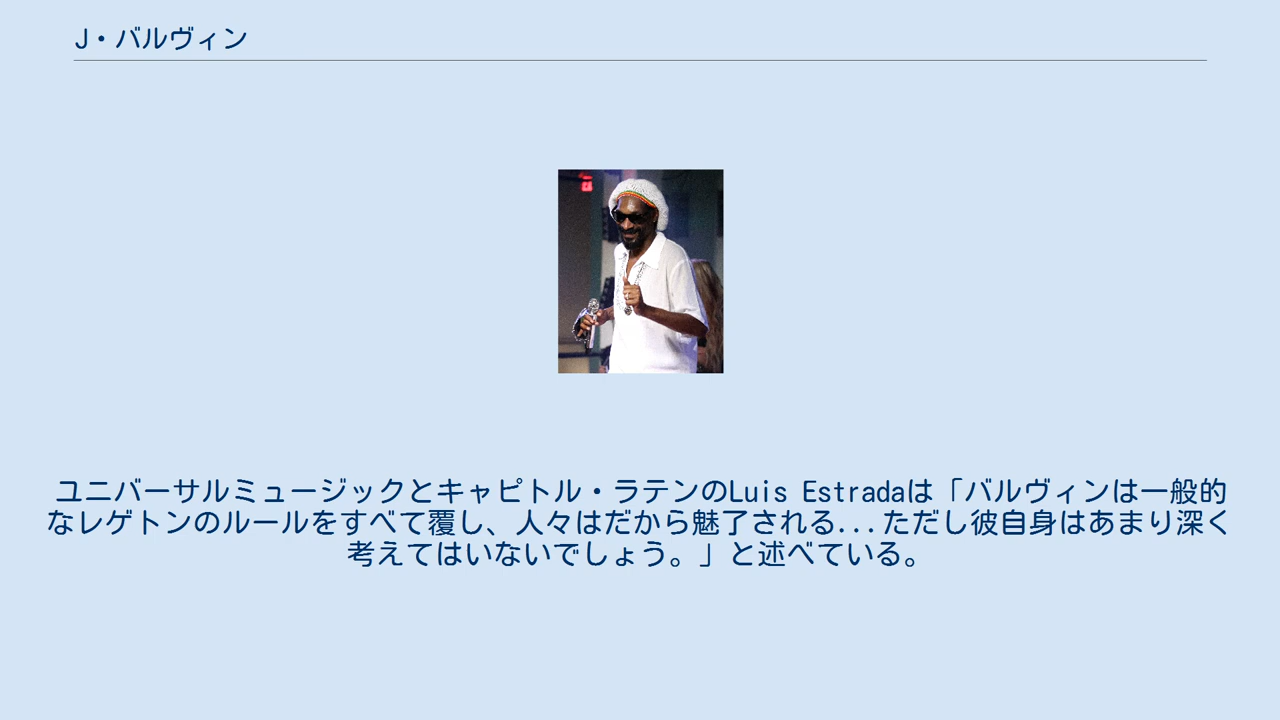 J・バルヴィン
ユニバーサルミュージックとキャピトル・ラテンのLuis Estradaは「バルヴィンは一般的
なレゲトンのルールをすべて覆し、人々はだから魅了される...ただし彼自身はあまり深く
考えてはいないでしょう。」と述べている。